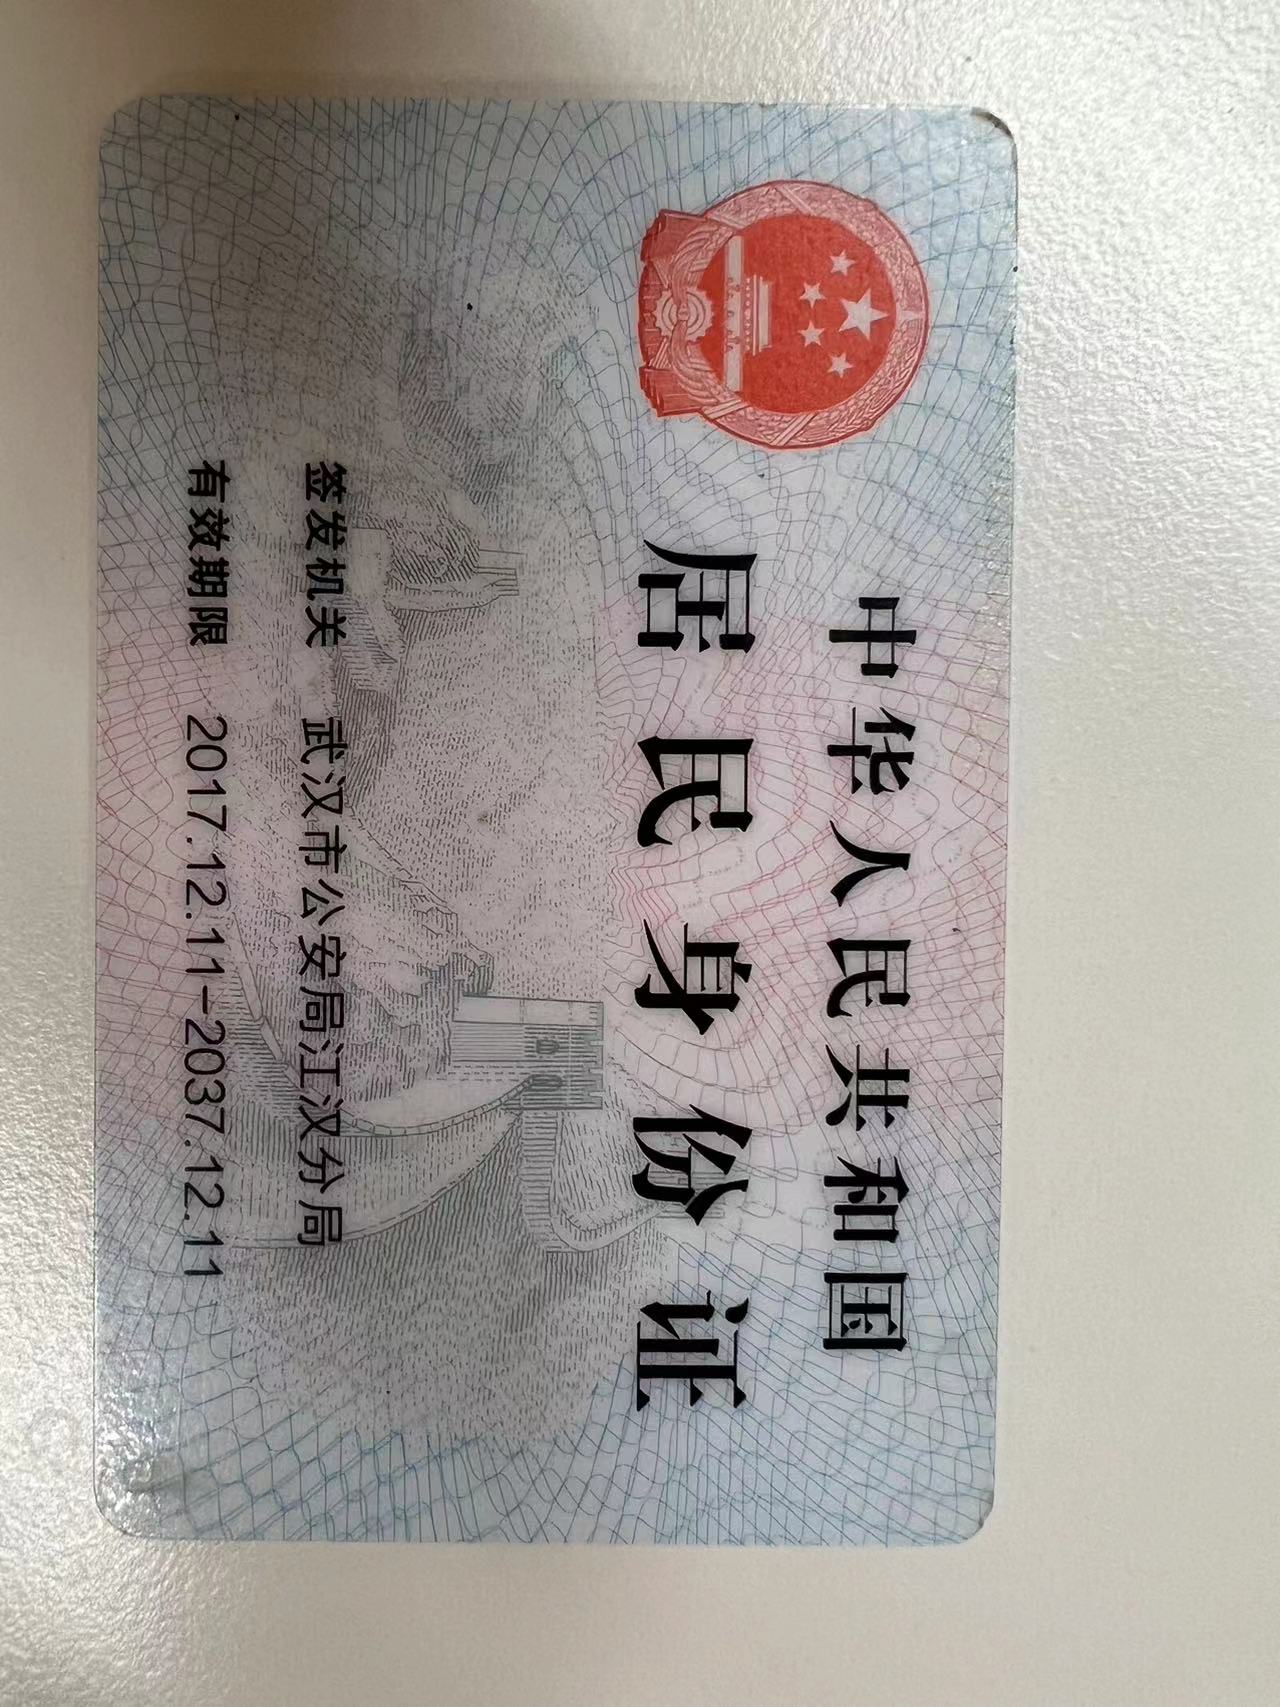 中华人民共和国
居民身份证
签发机关 武汉市公安局江汉分局
有效期限 2017.12.11-2037.12.11